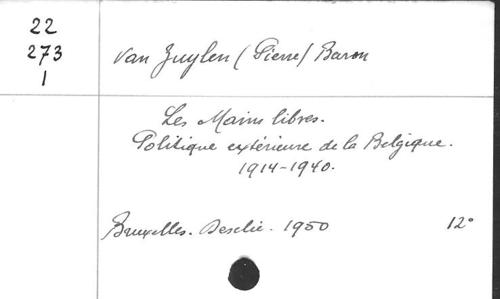 22
273
1
Van Zuylen (Pierre) Baron
Les Mains libres.
Politique extérieure de la Belgique.
1914-1940.
Bruxelles. Desclée. 1950 12°